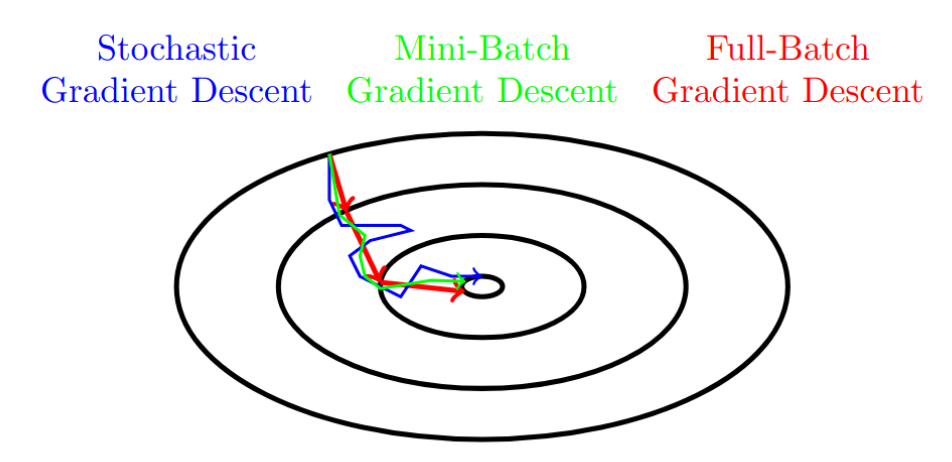 Stochastic
Gradient Descent
Mini-Batch
Gradient Descent
Full-Batch
Gradient Descent